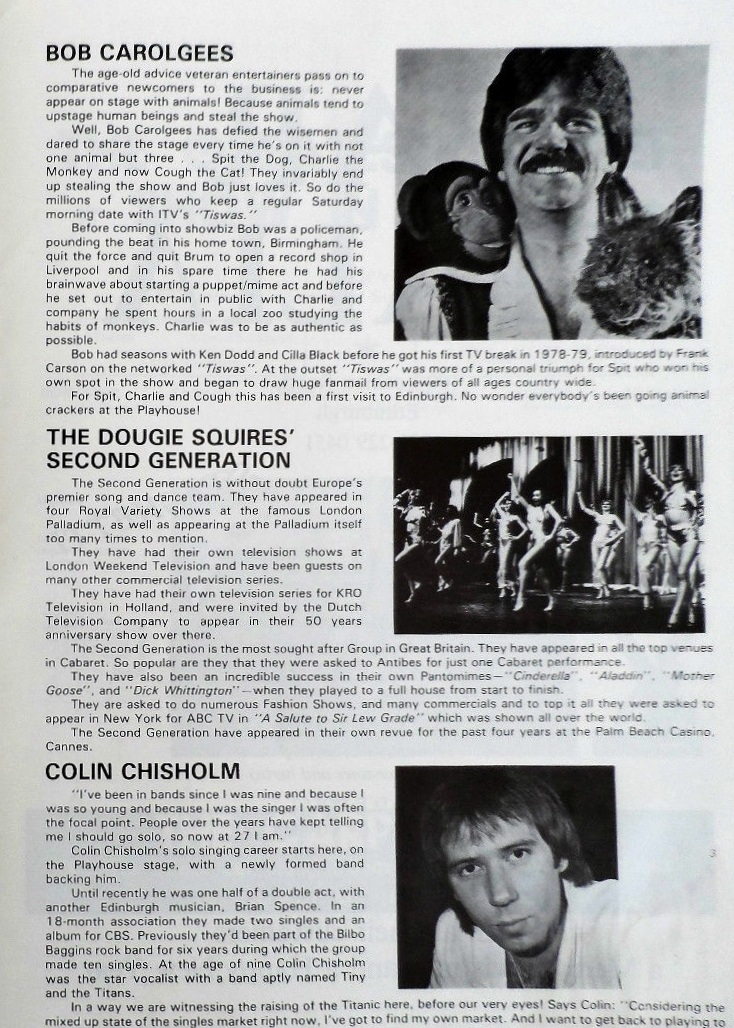 BOB CAROLGEES
The age-old advice veteran entertainers pass on to
comparative newcomers to the business is: never
appear on stage with animals! Because animals tend to
upstage human beings and steal the show.
Well, Bob Carolgees has defied the wisemen and
dared to share the stage every time he's on it with not
one animal but three . . . Spit the Dog, Charlie the
Monkey and now Cough the Cat! They invariably end
up stealing the show and Bob just loves it. So do the
millions of viewers who keep a regular Saturday
morning date with ITV's "Tiswas."
Before coming into showbiz Bob was a policeman,
pounding the beat in his home town, Birmingham. He
quit the force and quit Brum to open a record shop in
Liverpool and in his spare time there he had his
brainwave about starting a puppet/mime act and before
he set out to entertain in public with Charlie and
company he spent hours in a local zoo studying the
habits of monkeys. Charlie was to be as authentic as
possible.
Bob had seasons with Ken Dodd and Cilla Black before he got his first TV break in 1978-79, introduced by Frank
Carson on the networked "Tiswas". At the outset "Tiswas" was more of a personal triumph for Spit who won his
own spot in the show and began to draw huge fanmail from viewers of all ages country wide.
For Spit, Charlie and Cough this has been a first visit to Edinburgh. No wonder everybody's been going animal
crackers at the Playhouse!
THE DOUGIE SQUIRES'
SECOND GENERATION
The Second Generation is without doubt Europe's
premier song and dance team. They have appeared in
four Royal Variety Shows at the famous London
Palladium, as well as appearing at the Palladium itself
too many times to mention.
They have had their own television shows at
London Weekend Television and have been guests on
many other commercial television series.
They have had their own television series for KRO
Television in Holland, and were invited by the Dutch
Television Company to appear in their 50 years
anniversary show over there.
The Second Generation is the most sought after Group in Great Britain. They have appeared in all the top venues
in Cabaret. So popular are they that they were asked to Antibes for just one Cabaret performance.
They have also been an incredible success in their own Pantomimes—"Cinderella", "Aladdin", "Mother
Goose", and "Dick Whittington"—when they played to a full house from start to finish.
They are asked to do numerous Fashion Shows, and many commercials and to top it all they were asked to
appear in New York for ABC TV in "A Salute to Sir Lew Grade" which was shown all over the world.
The Second Generation have appeared in their own revue for the past four years at the Palm Beach Casino,
Cannes.
COLIN CHISHOLM
"I've been in bands since I was nine and because I
was so young and because I was the singer I was often
the focal point. People over the years have kept telling
me I should go solo, so now at 27 I am."
Colin Chisholm's solo singing career starts here, on
the Playhouse stage, with a newly formed band
backing him.
Until recently he was one half of a double act, with
another Edinburgh musician, Brian Spence. In an
18-month association they made two singles and an
album for CBS. Previously they'd been part of the Bilbo
Baggins rock band for six years during which the group
made ten singles. At the age of nine Colin Chisholm
was the star vocalist with a band aptly named Tiny
and the Titans.
In a way we are witnessing the raising of the Titanic here, before our very eyes! Says Colin: "Considering the
mixed up state of the singles market right now, I've got to find my own market. And I want to get back to playing to